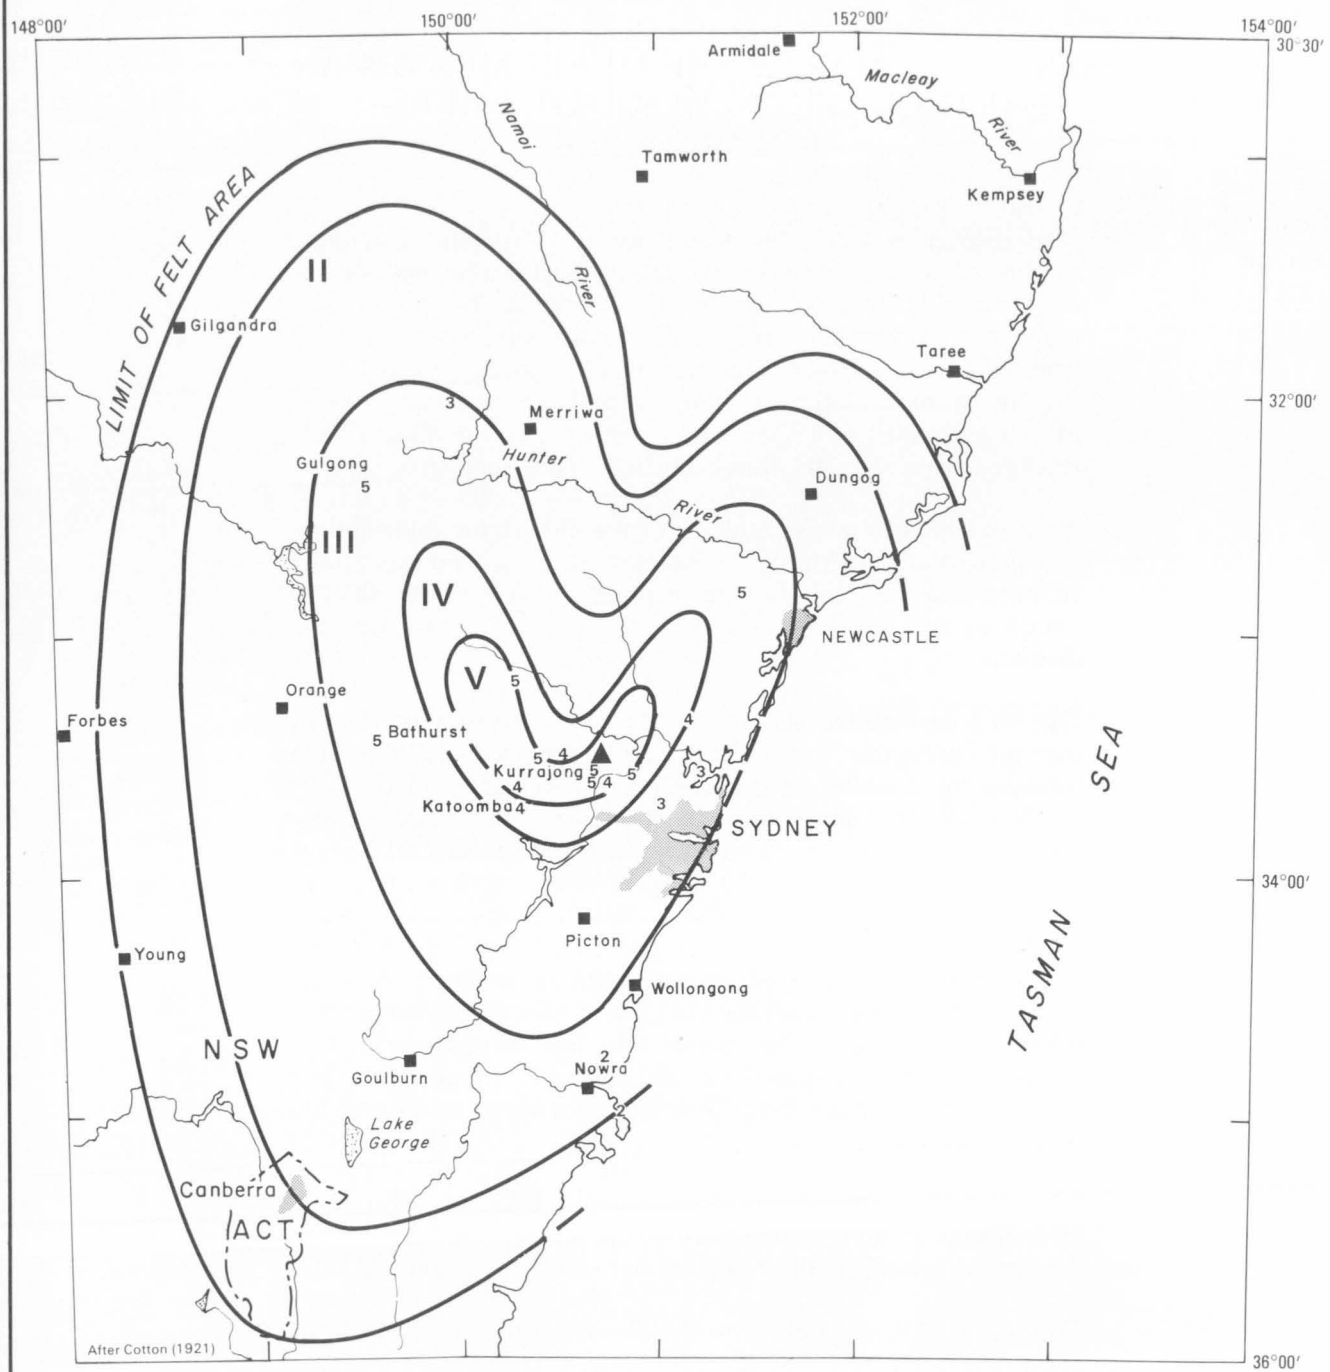 148°00′
150°00′
152°00′
154°00′
30°30′
Armidale
Macleay
River
Namoi
River
Tamworth
Kempsey
LIMIT OF FELT AREA
II
Gilgandra
Taree
32°00′
3
Merriwa
Gulgong
5
Hunter
River
Dungog
III
IV
5
NEWCASTLE
V
5
Orange
Forbes
5
Bathurst
4
5
4
Kurrajong
5
5
3
4
5
4
Katoomba
4
3
SYDNEY
TASMAN SEA
34°00′
Picton
Young
Wollongong
NSW
2
Goulburn
Nowra
2
Lake
George
Canberra
ACT
After Cotton (1921)
36°00′